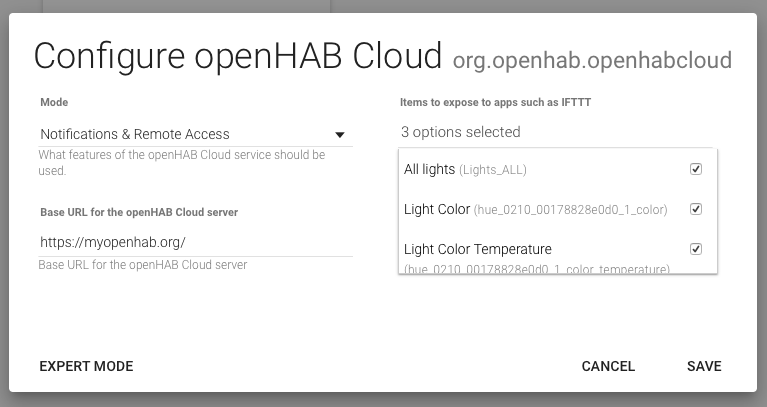 Configure openHAB Cloud org.openhab.openhabcloud
Mode
Notifications & Remote Access
What features of the openHAB Cloud service should be
used.
Base URL for the openHAB Cloud server
https://myopenhab.org/
Base URL for the openHAB Cloud server
Items to expose to apps such as IFTTT
3 options selected
All lights (Lights_ALL)
Light Color (hue_0210_00178828e0d0_1_color)
Light Color Temperature
(hue_0210_00178828e0d0_1_color_temperature)
EXPERT MODE
CANCEL
SAVE